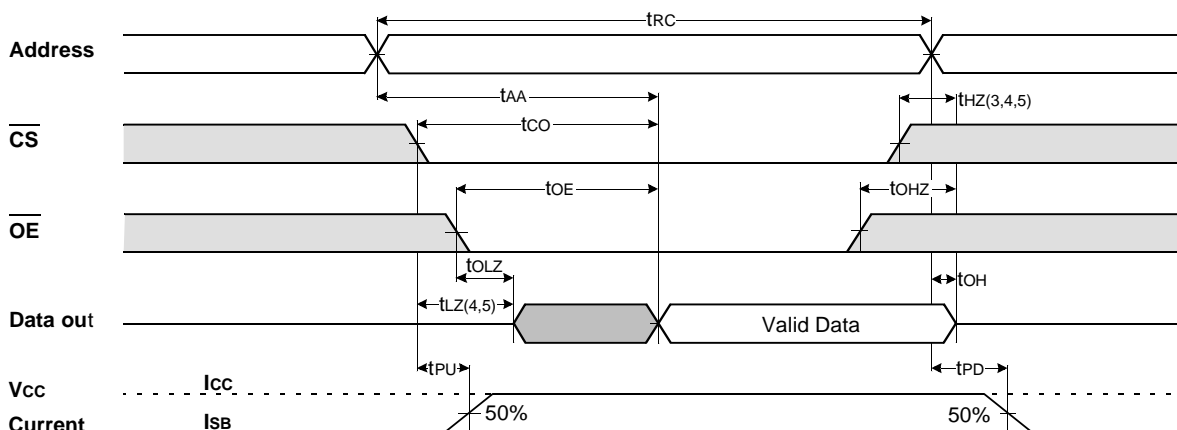 tRC
Address
tAA
tHZ(3,4,5)
CS
tCO
tOE
tOHZ
OE
tOLZ
tOH
tLZ(4,5)
Data out
Valid Data
tPU
tPD
VCC
ICC
50%
50%
Current
ISB